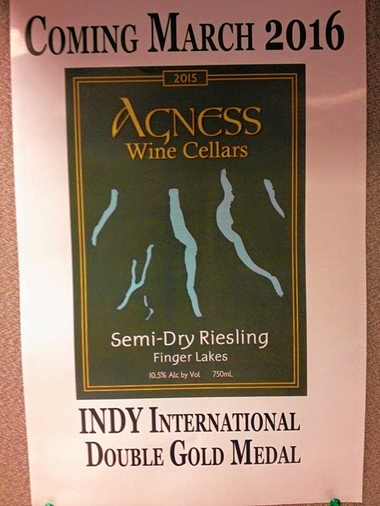 COMING MARCH 2016
2015
AGNESS
Wine Cellars
Semi-Dry Riesling
Finger Lakes
10.5% Alc by Vol 750mL
INDY INTERNATIONAL
DOUBLE GOLD MEDAL